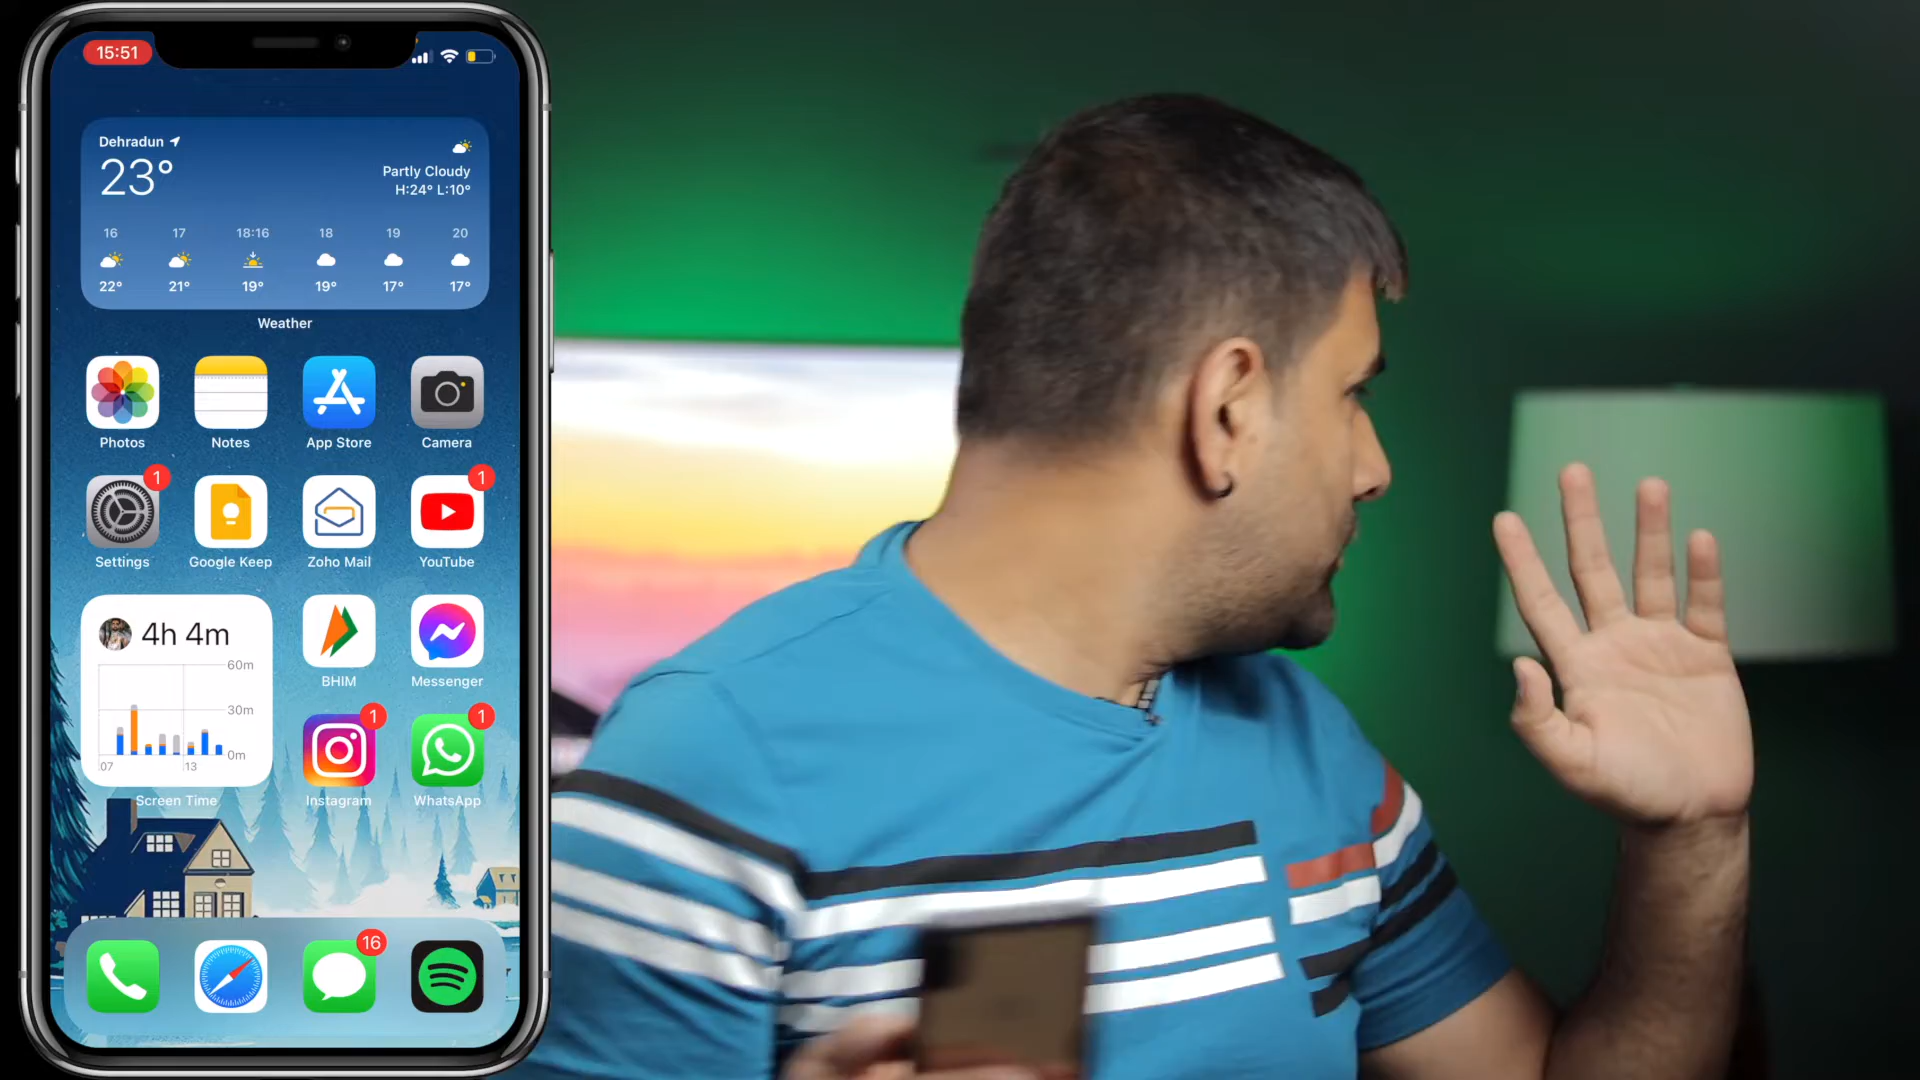 15:51
Dehradun
23°
Partly Cloudy
H:24° L:10°
16 17 18:16 18 19 20
22° 21° 19° 19° 17° 17°
Weather
Photos Notes App Store Camera
1 1
Settings Google Keep Zoho Mail YouTube
4h 4m
60m
30m
0m
07 13
BHIM Messenger
1 1
Screen Time Instagram WhatsApp
16